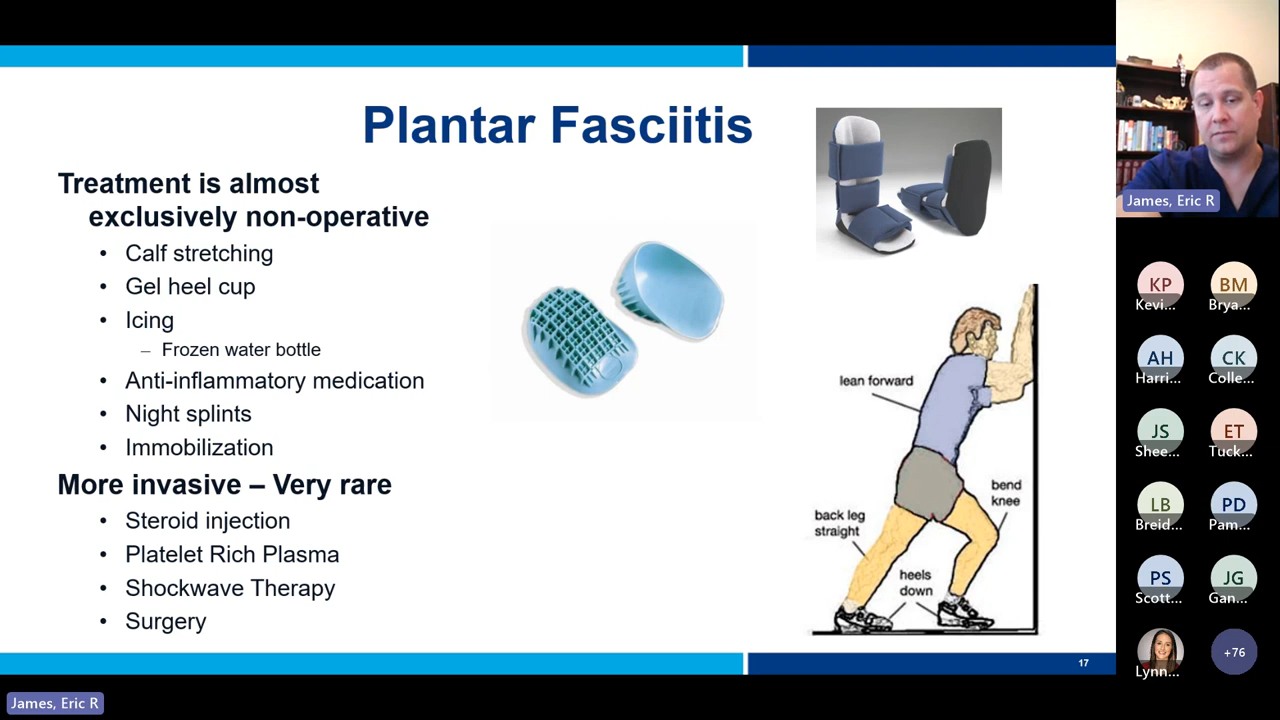 Plantar Fasciitis
Treatment is almost
exclusively non-operative
• Calf stretching
• Gel heel cup
• Icing
– Frozen water bottle
• Anti-inflammatory medication
• Night splints
• Immobilization
More invasive – Very rare
• Steroid injection
• Platelet Rich Plasma
• Shockwave Therapy
• Surgery
lean forward
bend
knee
back leg
straight
heels
down
17
James, Eric R
KP
Kevi...
BM
Brya...
AH
Harri...
CK
Colle...
JS
Shee...
ET
Tuck...
LB
Breid...
PD
Pam...
PS
Scott...
JG
Gan...
Lynn...
+76
James, Eric R